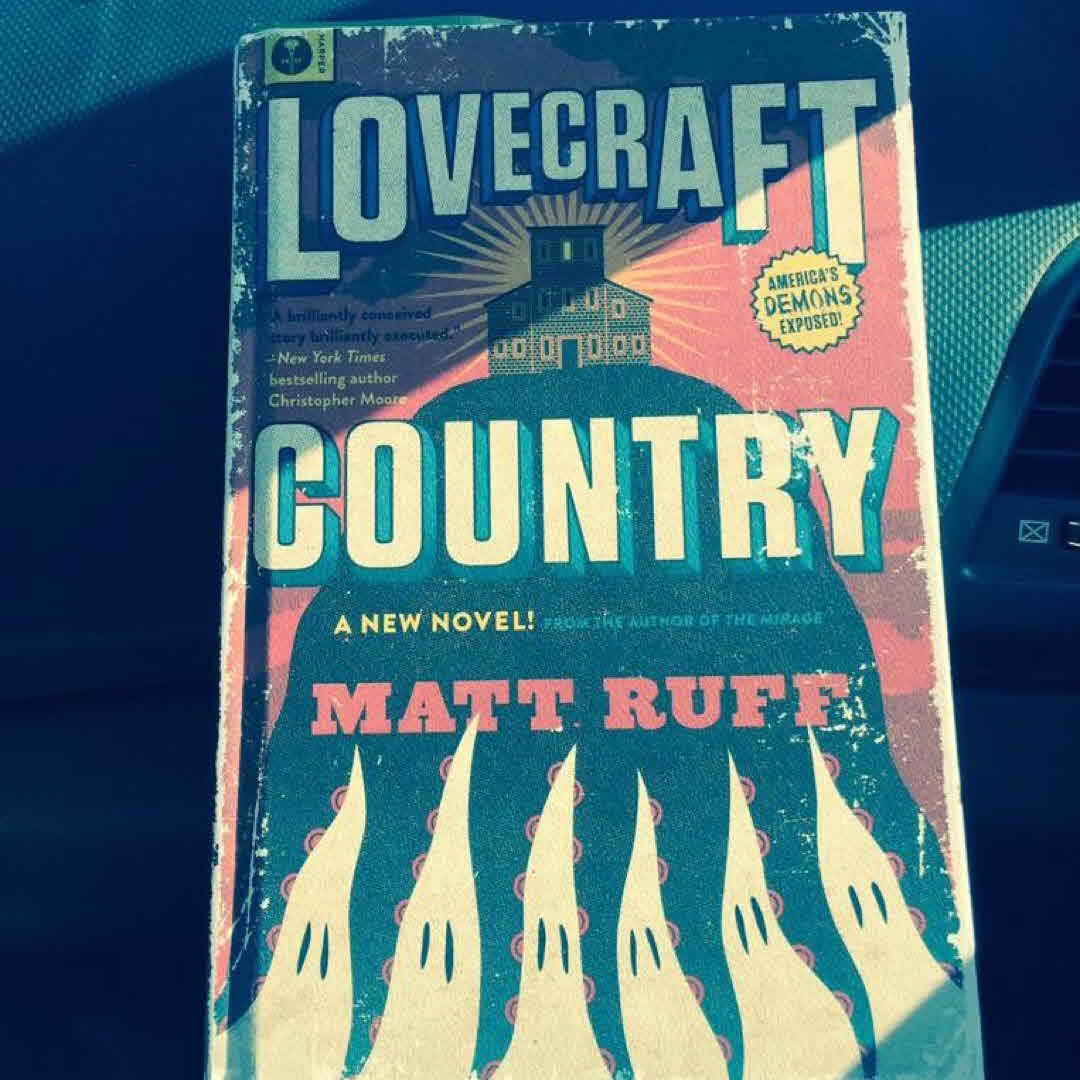 HARPER
LOVECRAFT
AMERICA'S
DEMONS
EXPOSED!
"A brilliantly conceived
story brilliantly executed."
—New York Times
bestselling author
Christopher Moore
COUNTRY
A NEW NOVEL! FROM THE AUTHOR OF THE MIRAGE
MATT RUFF